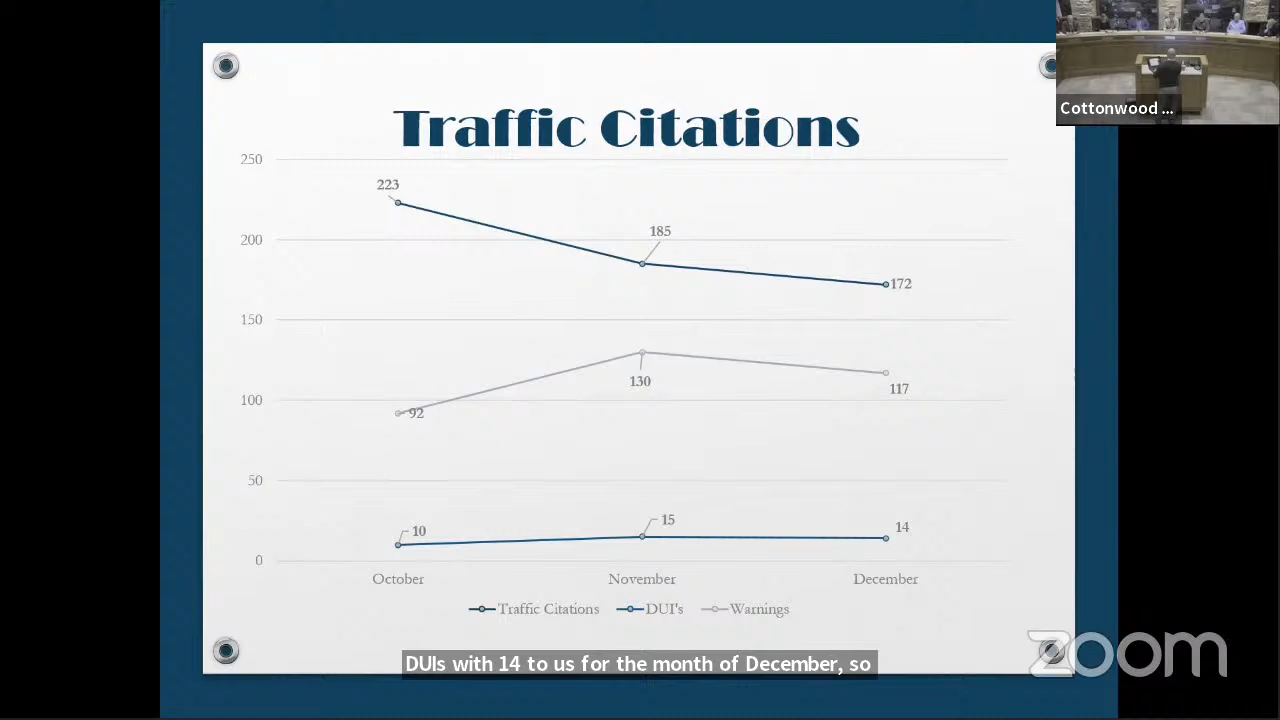 Cottonwood ...
Traffic Citations
250
200
150
100
50
0
223
185
172
92
130
117
10
15
14
October November December
Traffic Citations DUI's Warnings
DUIs with 14 to us for the month of December, so
zoom